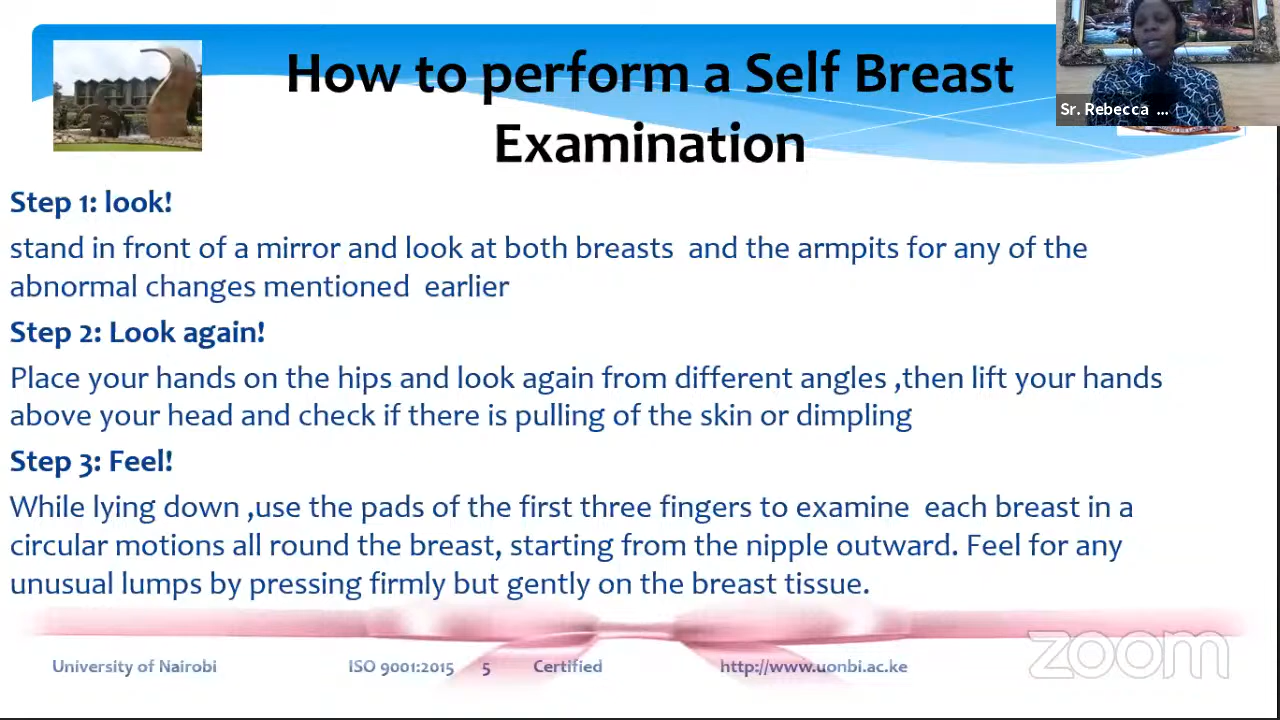 How to perform a Self Breast
Examination
Sr. Rebecca ...
Step 1: look!
stand in front of a mirror and look at both breasts  and the armpits for any of the
abnormal changes mentioned  earlier
Step 2: Look again!
Place your hands on the hips and look again from different angles ,then lift your hands
above your head and check if there is pulling of the skin or dimpling
Step 3: Feel!
While lying down ,use the pads of the first three fingers to examine  each breast in a
circular motions all round the breast, starting from the nipple outward. Feel for any
unusual lumps by pressing firmly but gently on the breast tissue.
University of Nairobi ISO 9001:2015 5 Certified http://www.uonbi.ac.ke
zoom